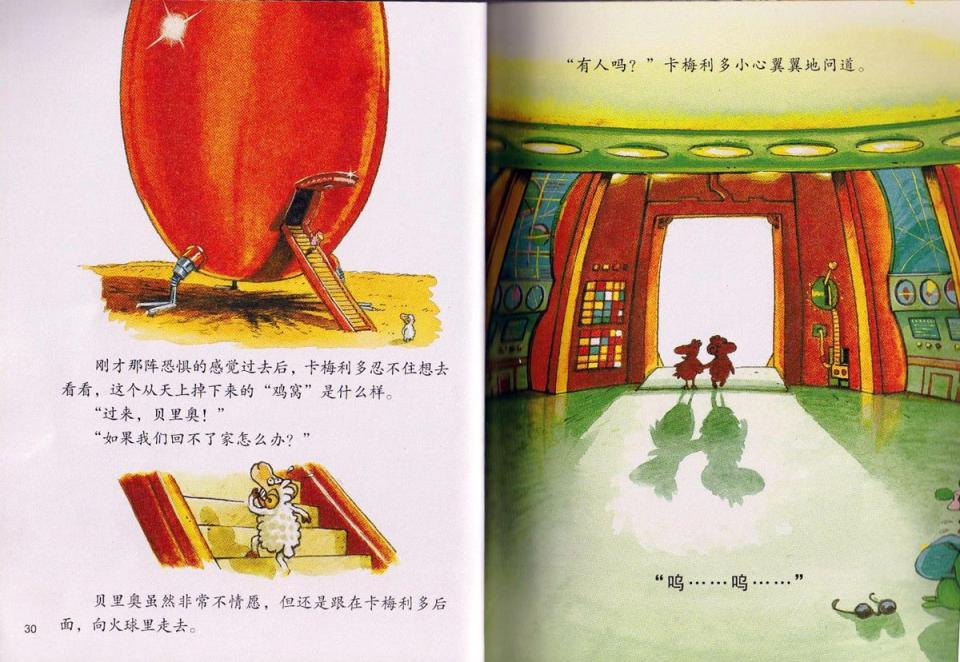 刚才那阵恐惧的感觉过去后，卡梅利多忍不住想去
看看，这个从天上掉下来的“鸡窝”是什么样。
“过来，贝里奥！”
“如果我们回不了家怎么办？”
贝里奥虽然非常不情愿，但还是跟在卡梅利多后
面，向火球里走去。
30
“有人吗？”卡梅利多小心翼翼地问道。
“呜……呜……”